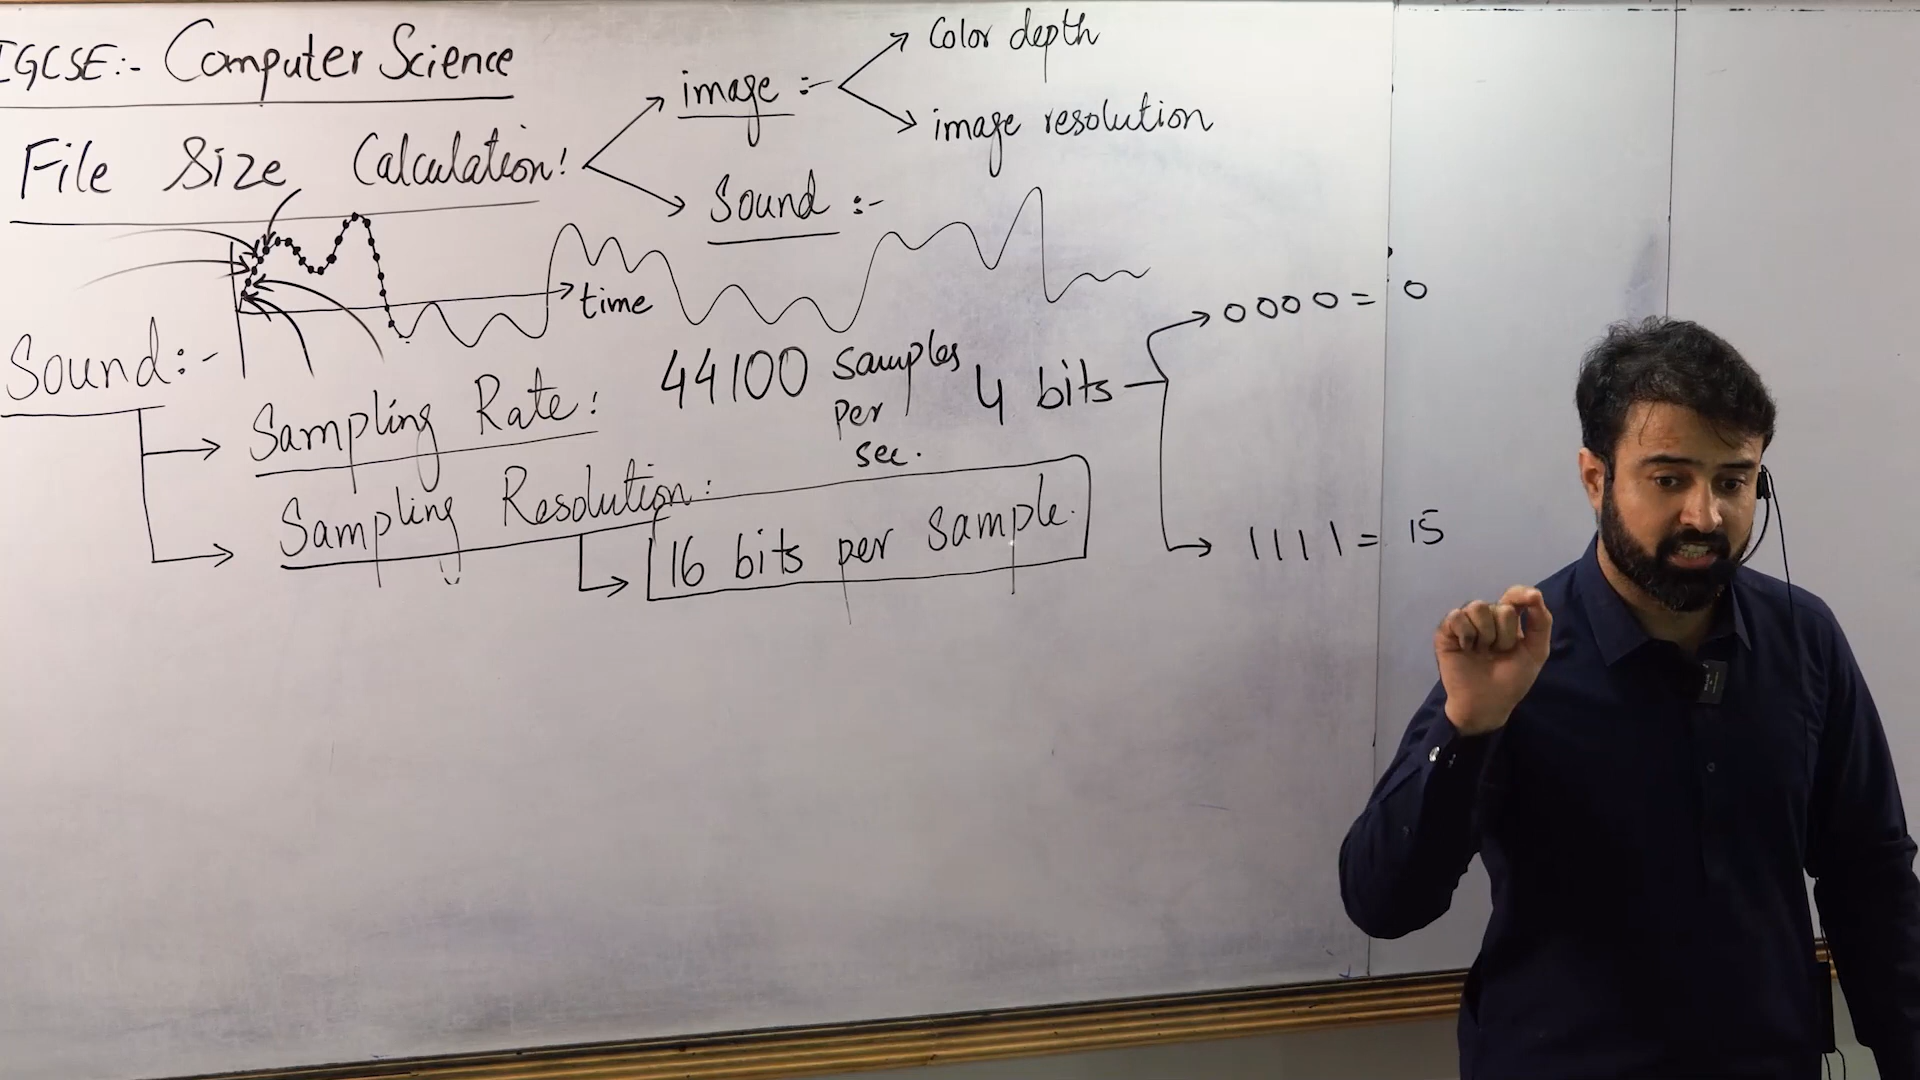 IGCSE:- Computer Science
File Size Calculation!
image :-
Color depth
image resolution
Sound :-
time
Sound:-
Sampling Rate:
44100 samples
per
sec.
Sampling Resolution:
16 bits per sample.
4 bits
0000 = 0
1111 = 15